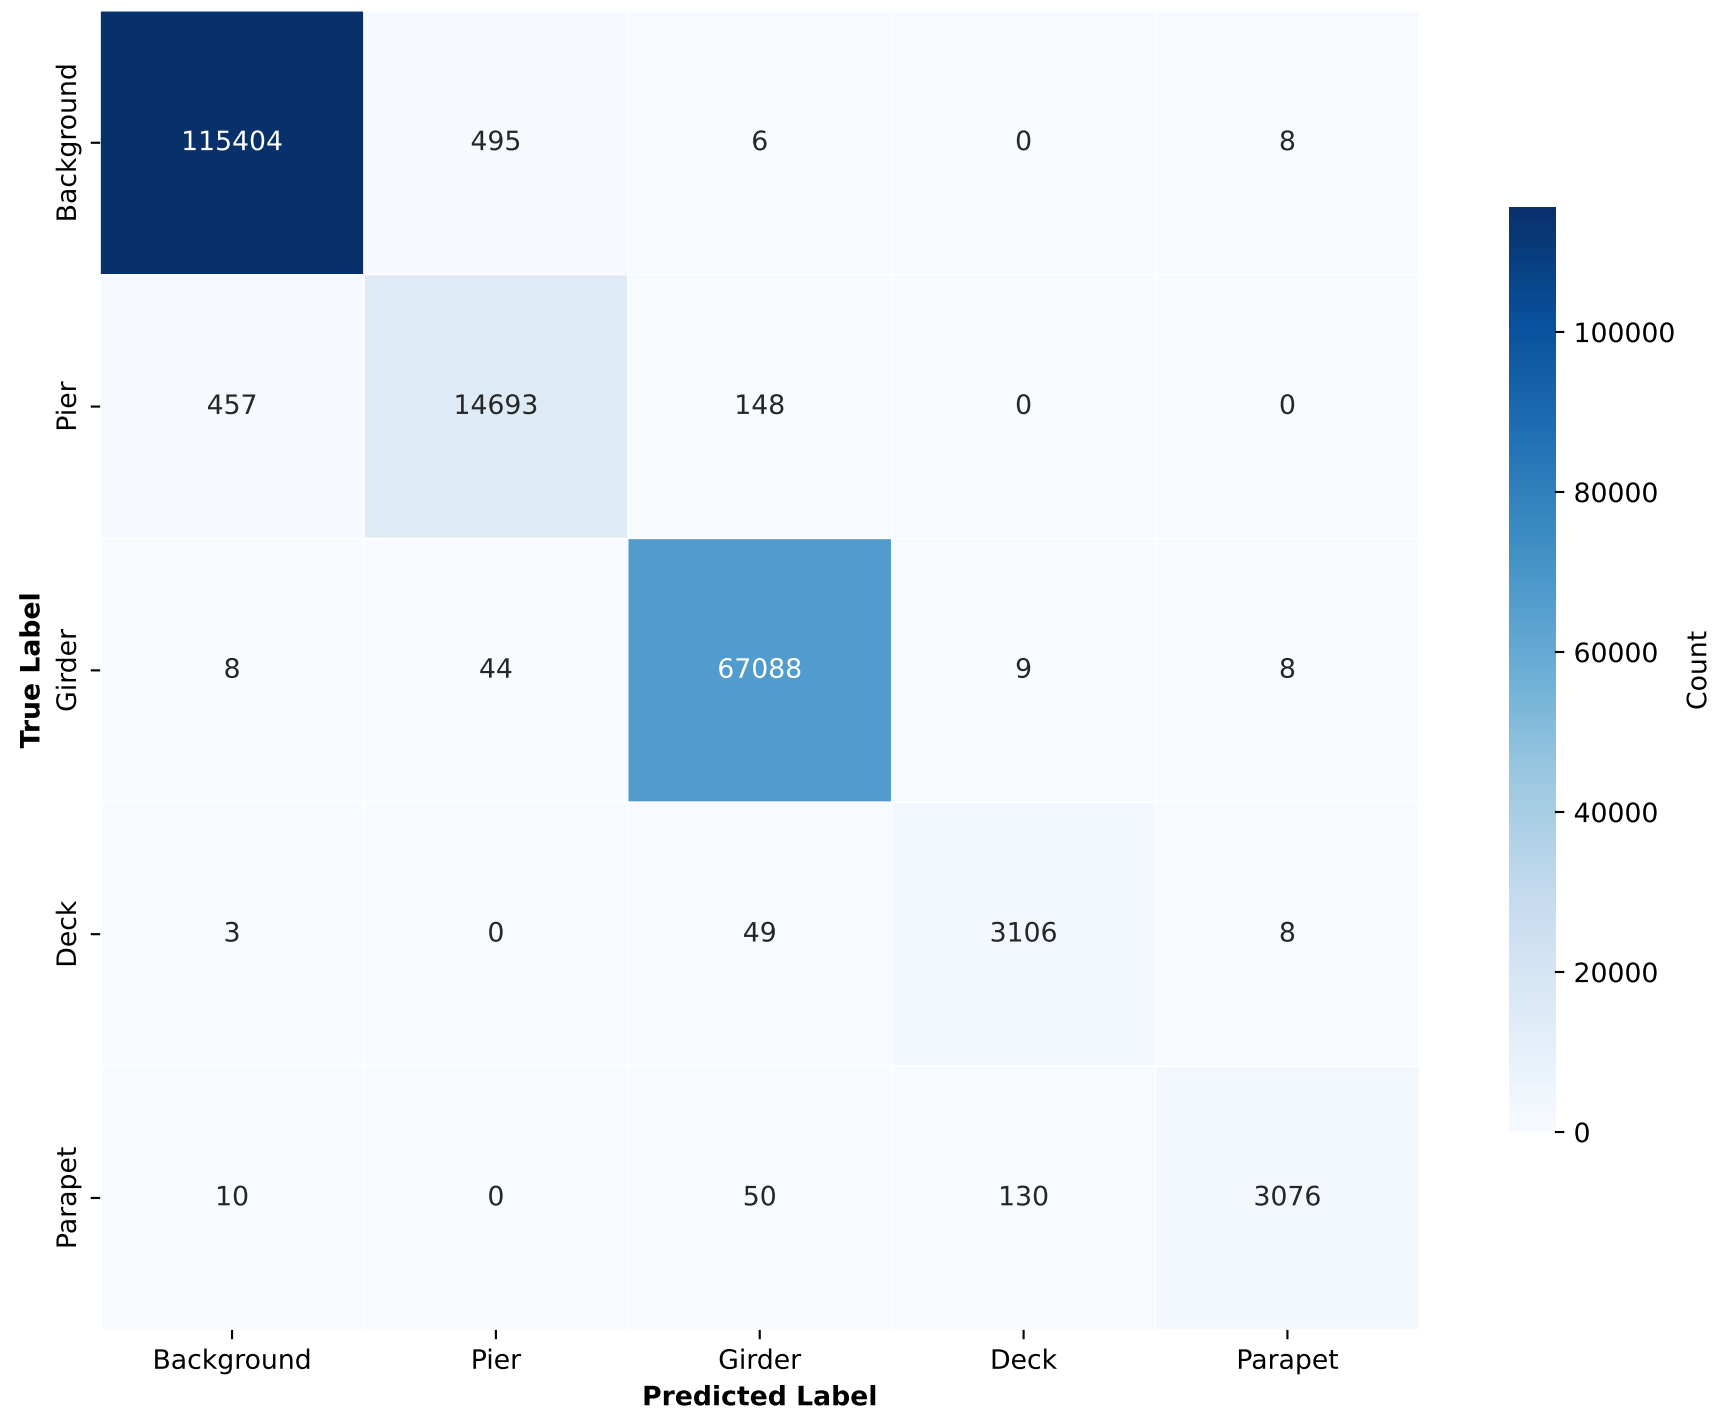 True Label
Background
115404 495 6 0 8
Pier
457 14693 148 0 0
Girder
8 44 67088 9 8
Deck
3 0 49 3106 8
Parapet
10 0 50 130 3076
Background Pier Girder Deck Parapet
Predicted Label
100000
80000
60000
40000
20000
0
Count